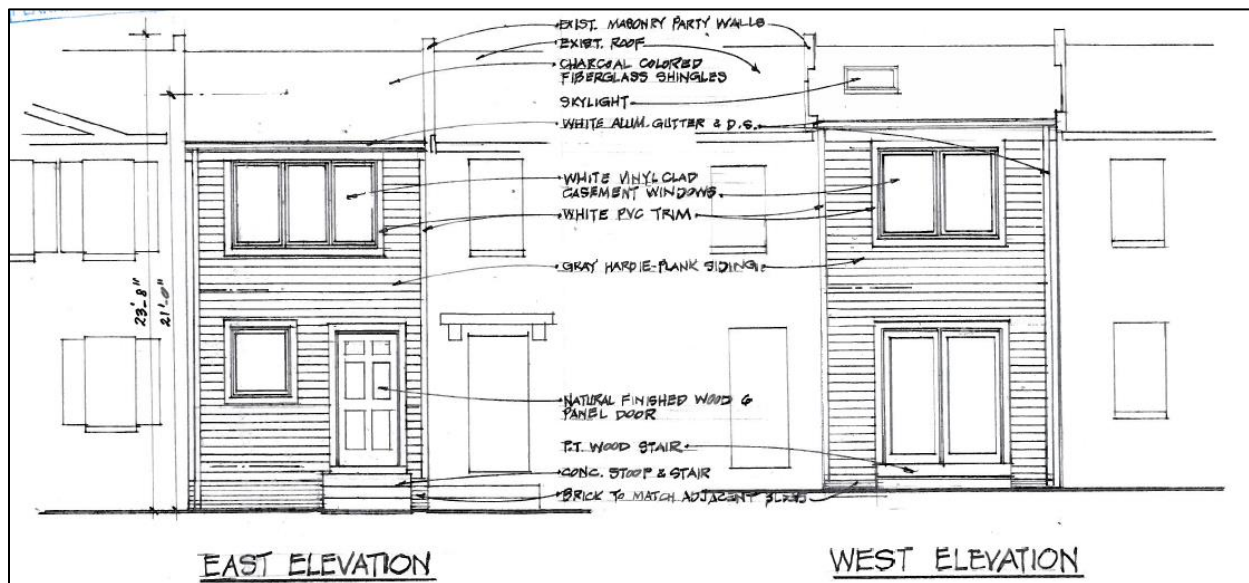 EXIST. MASONRY PARTY WALLS
EXIST. ROOF
CHARCOAL COLORED
FIBERGLASS SHINGLES
SKYLIGHT
WHITE ALUM. GUTTER & D.S.
WHITE VINYL CLAD
CASEMENT WINDOWS
WHITE PVC TRIM
GRAY HARDIE-PLANK SIDING
23'-8"
21'-0"
NATURAL FINISHED WOOD 6
PANEL DOOR
P.T. WOOD STAIR
CONC. STOOP & STAIR
BRICK TO MATCH ADJACENT BLDGS
EAST ELEVATION
WEST ELEVATION